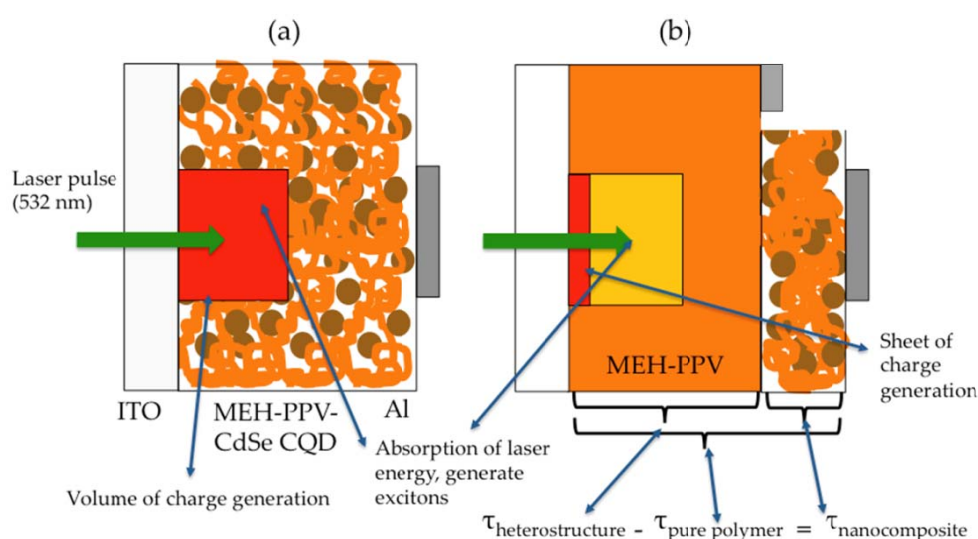 (a)
(b)
Laser pulse
(532 nm)
MEH-PPV
Sheet of
charge
generation
ITO
MEH-PPV-
CdSe CQD
Al
Absorption of laser
energy, generate
excitons
Volume of charge generation
τheterostructure - τpure polymer = τnanocomposite